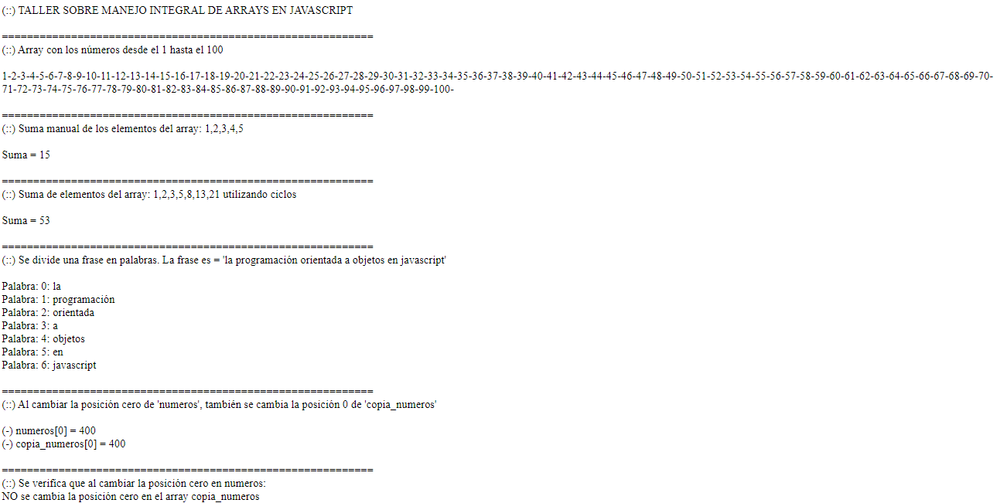 (::) TALLER SOBRE MANEJO INTEGRAL DE ARRAYS EN JAVASCRIPT
============================================================
(::) Array con los números desde el 1 hasta el 100
1-2-3-4-5-6-7-8-9-10-11-12-13-14-15-16-17-18-19-20-21-22-23-24-25-26-27-28-29-30-31-32-33-34-35-36-37-38-39-40-41-42-43-44-45-46-47-48-49-50-51-52-53-54-55-56-57-58-59-60-61-62-63-64-65-66-67-68-69-70-
71-72-73-74-75-76-77-78-79-80-81-82-83-84-85-86-87-88-89-90-91-92-93-94-95-96-97-98-99-100-
============================================================
(::) Suma manual de los elementos del array: 1,2,3,4,5
Suma = 15
============================================================
(::) Suma de elementos del array: 1,2,3,5,8,13,21 utilizando ciclos
Suma = 53
============================================================
(::) Se divide una frase en palabras. La frase es = 'la programación orientada a objetos en javascript'
Palabra: 0: la
Palabra: 1: programación
Palabra: 2: orientada
Palabra: 3: a
Palabra: 4: objetos
Palabra: 5: en
Palabra: 6: javascript
============================================================
(::) Al cambiar la posición cero de 'numeros', también se cambia la posición 0 de 'copia_numeros'
(-) numeros[0] = 400
(-) copia_numeros[0] = 400
============================================================
(::) Se verifica que al cambiar la posición cero en numeros:
NO se cambia la posición cero en el array copia_numeros